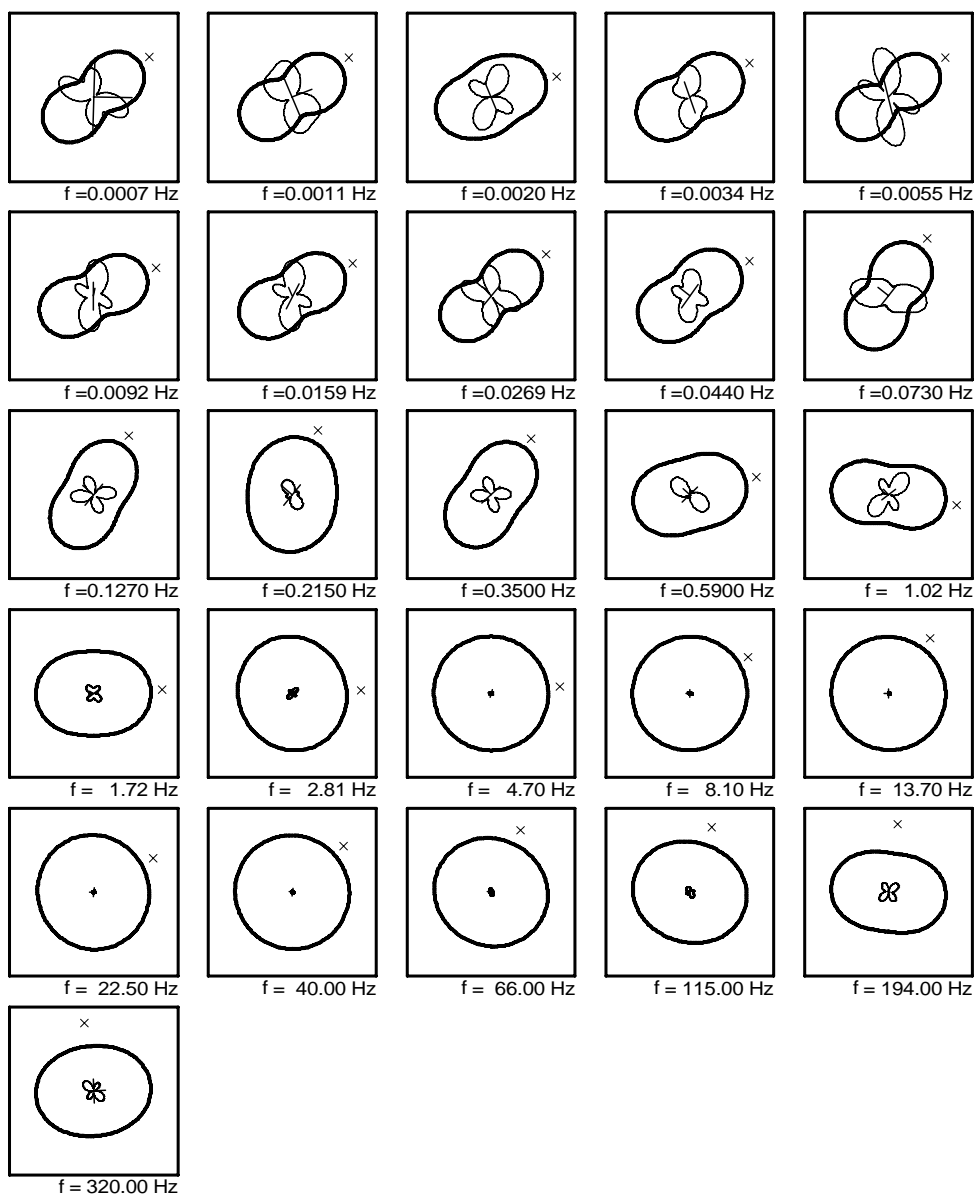 f =0.0007 Hz f =0.0011 Hz f =0.0020 Hz f =0.0034 Hz f =0.0055 Hz
f =0.0092 Hz f =0.0159 Hz f =0.0269 Hz f =0.0440 Hz f =0.0730 Hz
f =0.1270 Hz f =0.2150 Hz f =0.3500 Hz f =0.5900 Hz f = 1.02 Hz
f = 1.72 Hz f = 2.81 Hz f = 4.70 Hz f = 8.10 Hz f = 13.70 Hz
f = 22.50 Hz f = 40.00 Hz f = 66.00 Hz f = 115.00 Hz f = 194.00 Hz
f = 320.00 Hz